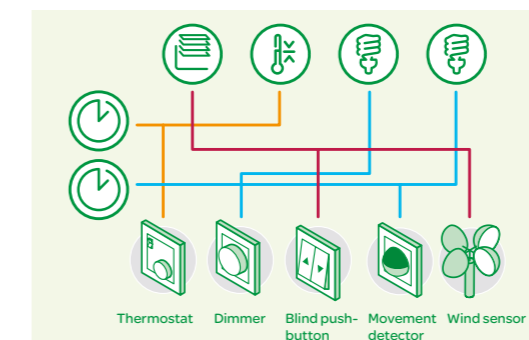 Thermostat
Dimmer
Blind push-
button
Movement
detector
Wind sensor